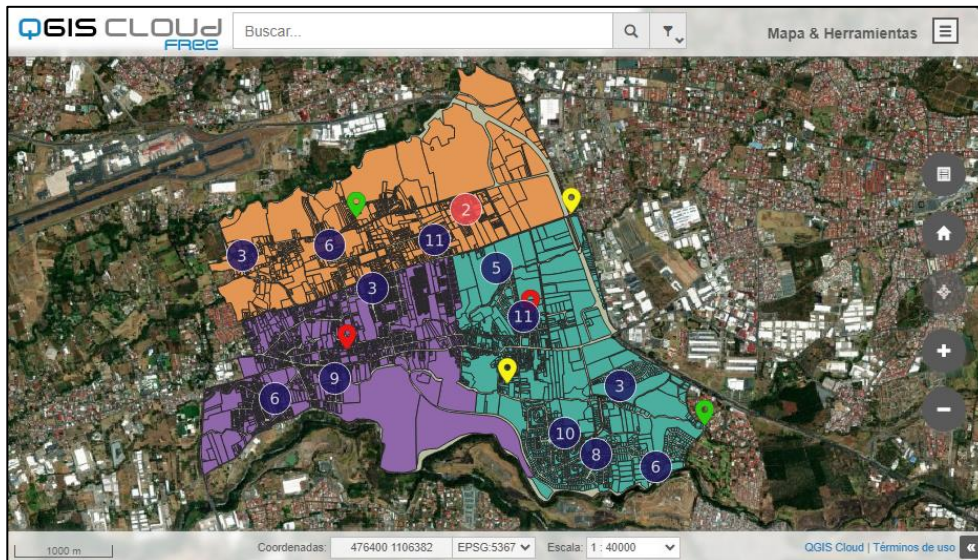 QGIS CLOUD
FREE
Buscar...
Mapa & Herramientas
2
3
6
11
5
3
11
9
6
3
10
8
6
1000 m
Coordenadas:
476400 1106382
EPSG:5367
Escala:
1 : 40000
QGIS Cloud | Términos de uso
«